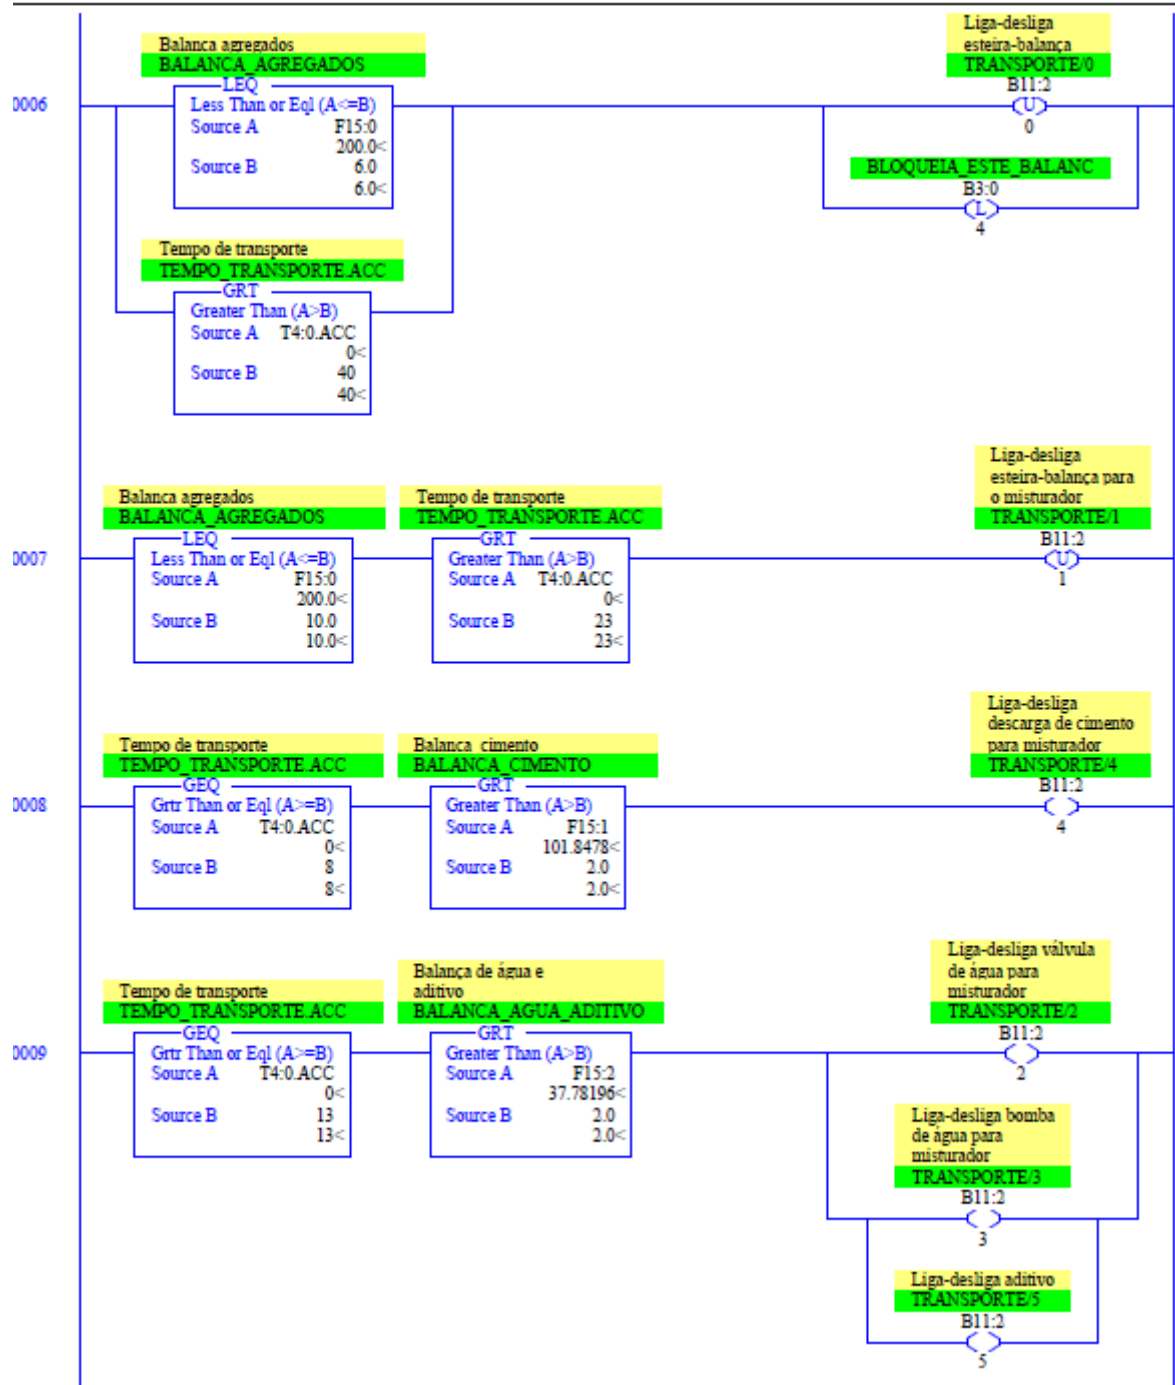 Liga-desliga
esteira-balança
TRANSPORTE/0
B11:2
U
0
Balanca agregados
BALANCA_AGREGADOS
LEQ
Less Than or Eql (A<=B)
Source A F15:0
200.0<
Source B 6.0
6.0<
0006
BLOQUEIA_ESTE_BALANC
B3:0
L
4
Tempo de transporte
TEMPO_TRANSPORTE.ACC
GRT
Greater Than (A>B)
Source A T4:0.ACC
0<
Source B 40
40<
Liga-desliga
esteira-balança para
o misturador
TRANSPORTE/1
B11:2
U
1
Balanca agregados
BALANCA_AGREGADOS
LEQ
Less Than or Eql (A<=B)
Source A F15:0
200.0<
Source B 10.0
10.0<
Tempo de transporte
TEMPO_TRANSPORTE.ACC
GRT
Greater Than (A>B)
Source A T4:0.ACC
0<
Source B 23
23<
0007
Liga-desliga
descarga de cimento
para misturador
TRANSPORTE/4
B11:2
4
Tempo de transporte
TEMPO_TRANSPORTE.ACC
GEQ
Grtr Than or Eql (A>=B)
Source A T4:0.ACC
0<
Source B 8
8<
Balanca cimento
BALANCA_CIMENTO
GRT
Greater Than (A>B)
Source A F15:1
101.8478<
Source B 2.0
2.0<
0008
Liga-desliga válvula
de água para
misturador
TRANSPORTE/2
B11:2
2
Tempo de transporte
TEMPO_TRANSPORTE.ACC
GEQ
Grtr Than or Eql (A>=B)
Source A T4:0.ACC
0<
Source B 13
13<
Balança de água e
aditivo
BALANCA_AGUA_ADITIVO
GRT
Greater Than (A>B)
Source A F15:2
37.78196<
Source B 2.0
2.0<
0009
Liga-desliga bomba
de água para
misturador
TRANSPORTE/3
B11:2
3
Liga-desliga aditivo
TRANSPORTE/5
B11:2
5